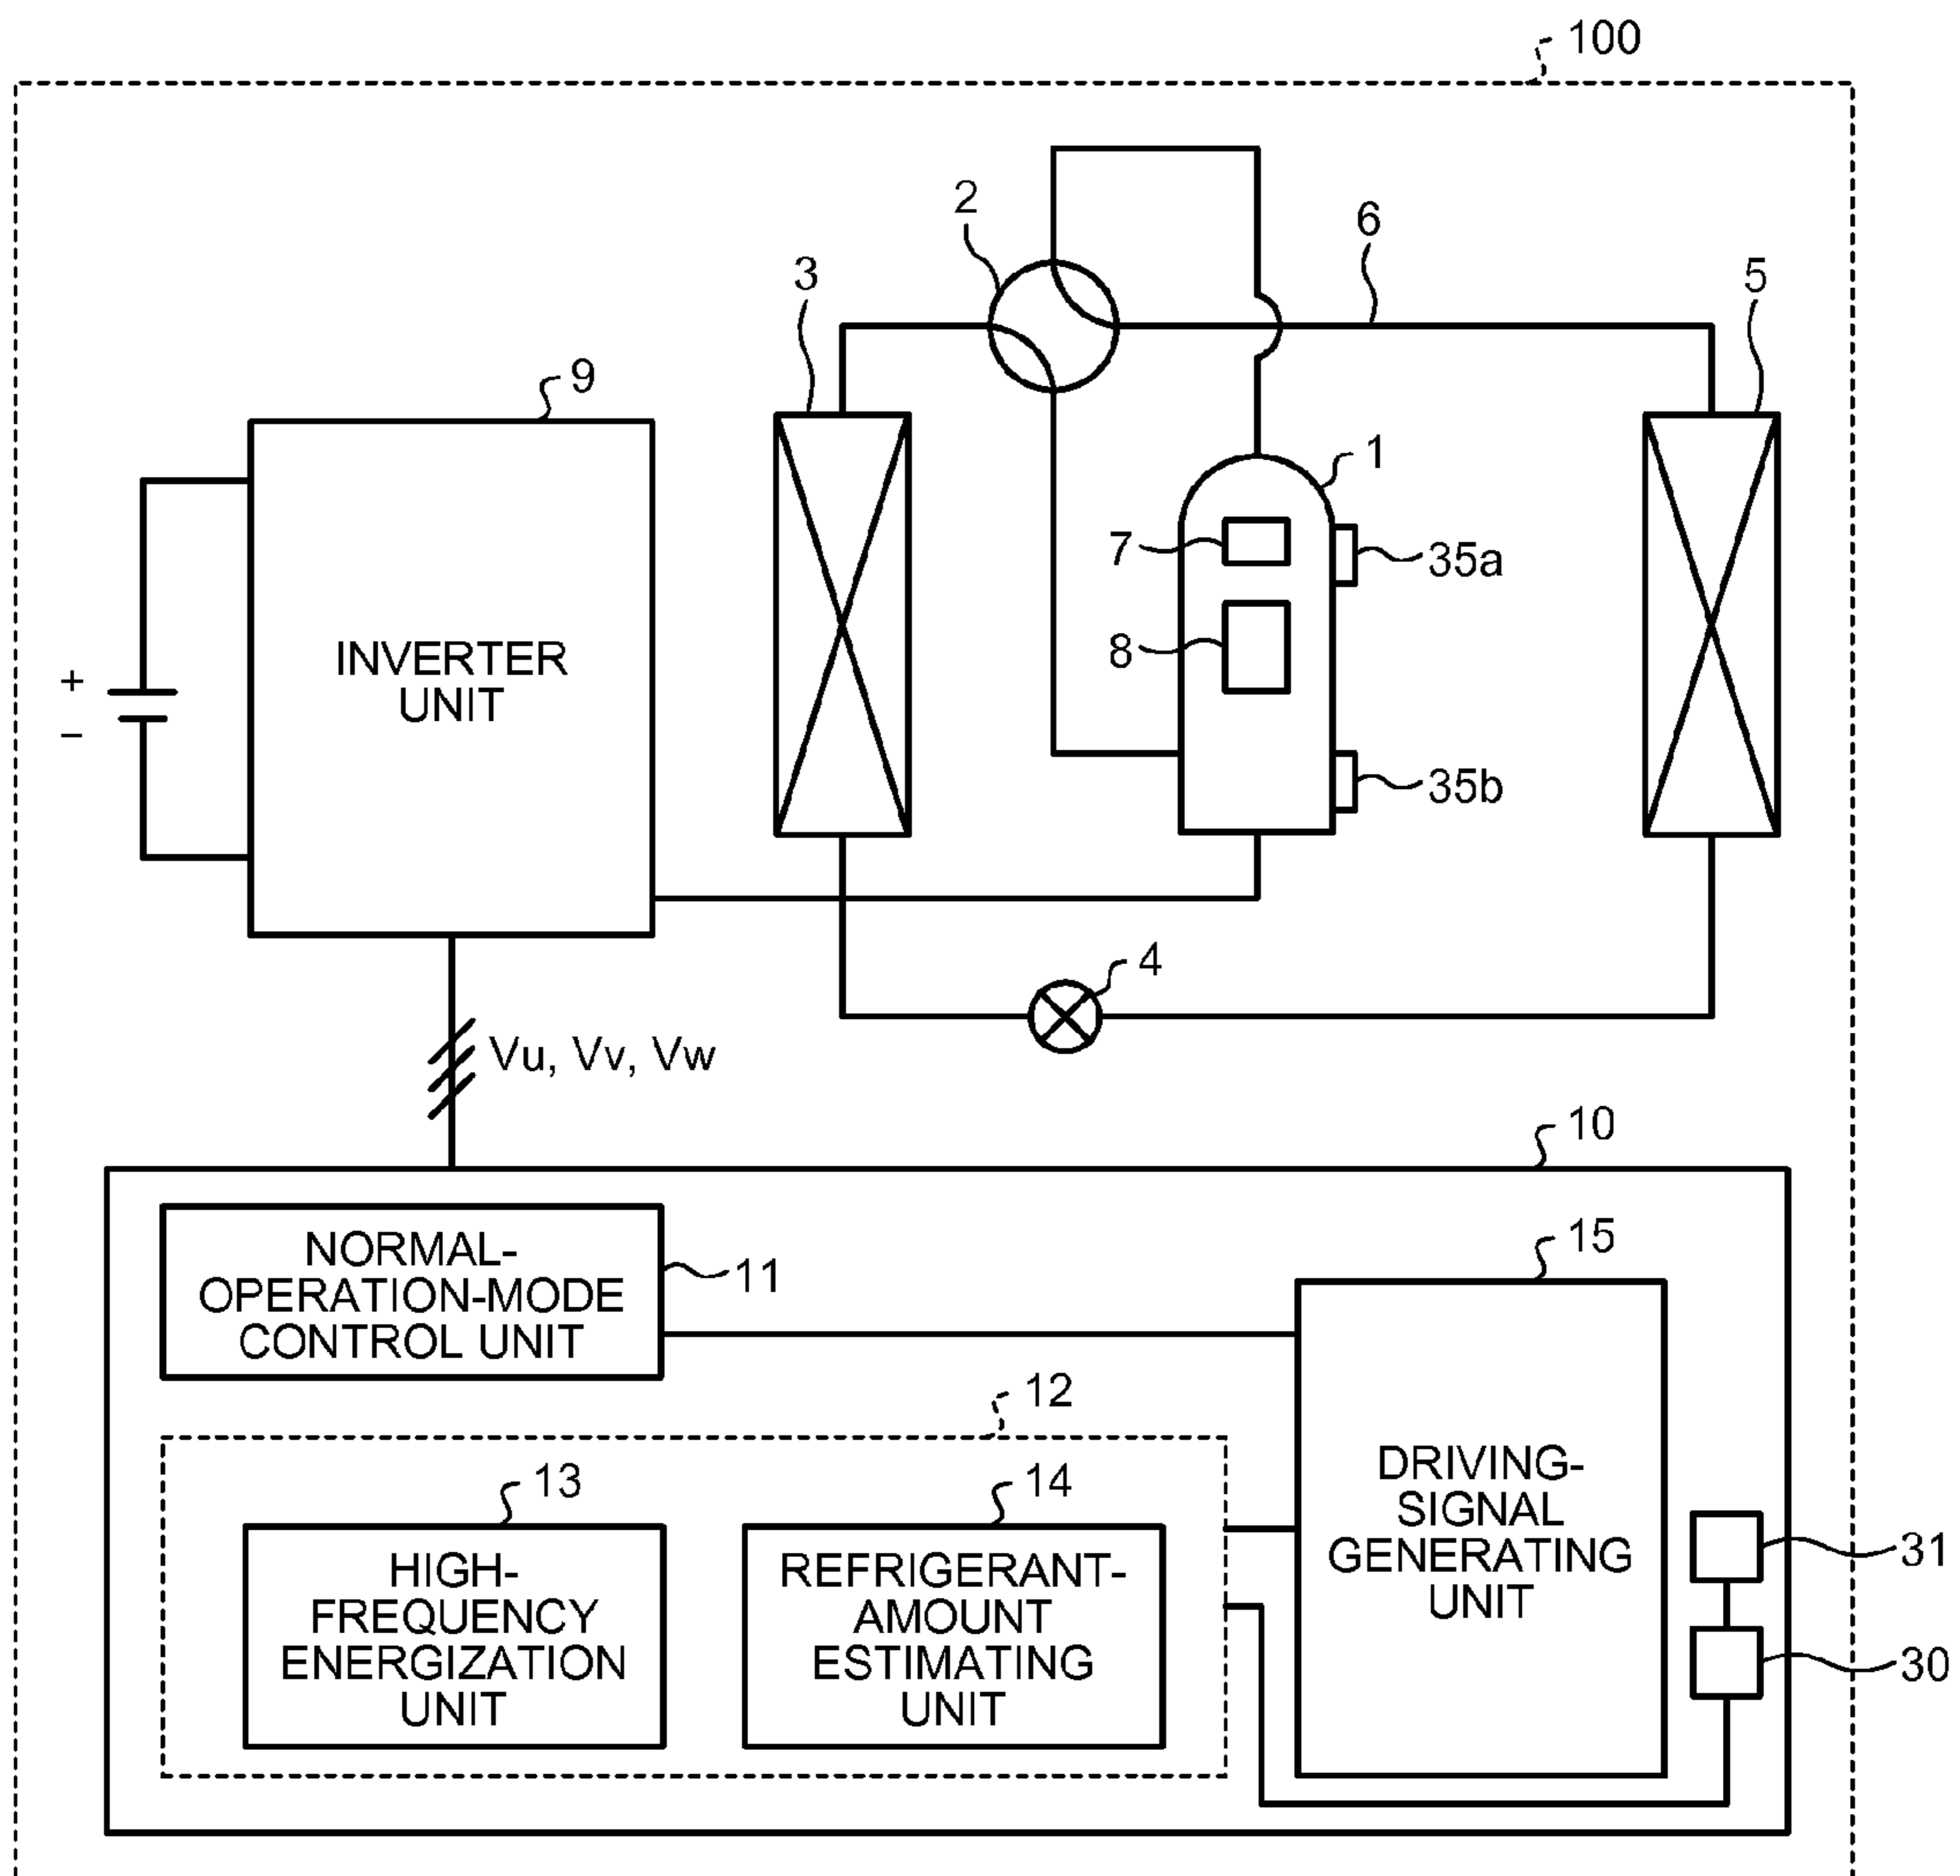 100
2
6
3
5
9
1
7
35a
INVERTER
UNIT
8
+
−
35b
4
Vu, Vv, Vw
10
NORMAL-
OPERATION-MODE
CONTROL UNIT
11
15
12
13
14
DRIVING-
SIGNAL
GENERATING
UNIT
HIGH-
FREQUENCY
ENERGIZATION
UNIT
REFRIGERANT-
AMOUNT
ESTIMATING
UNIT
31
30